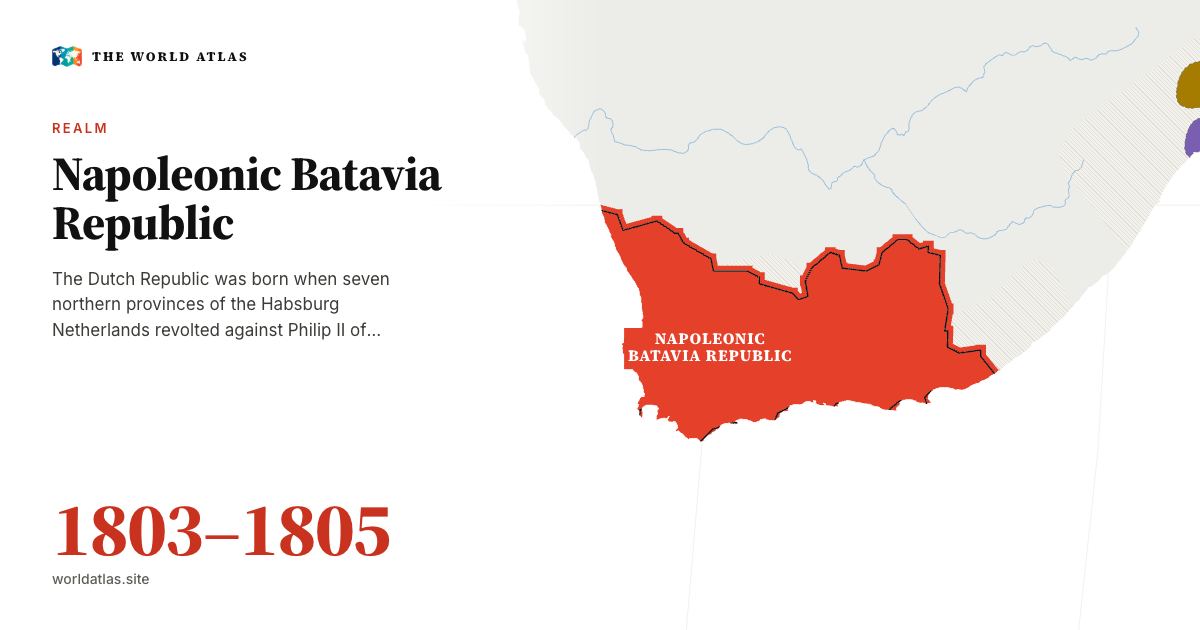 THE WORLD ATLAS
REALM
Napoleonic Batavia
Republic
The Dutch Republic was born when seven
northern provinces of the Habsburg
Netherlands revolted against Philip II of...
NAPOLEONIC
BATAVIA REPUBLIC
1803–1805
worldatlas.site